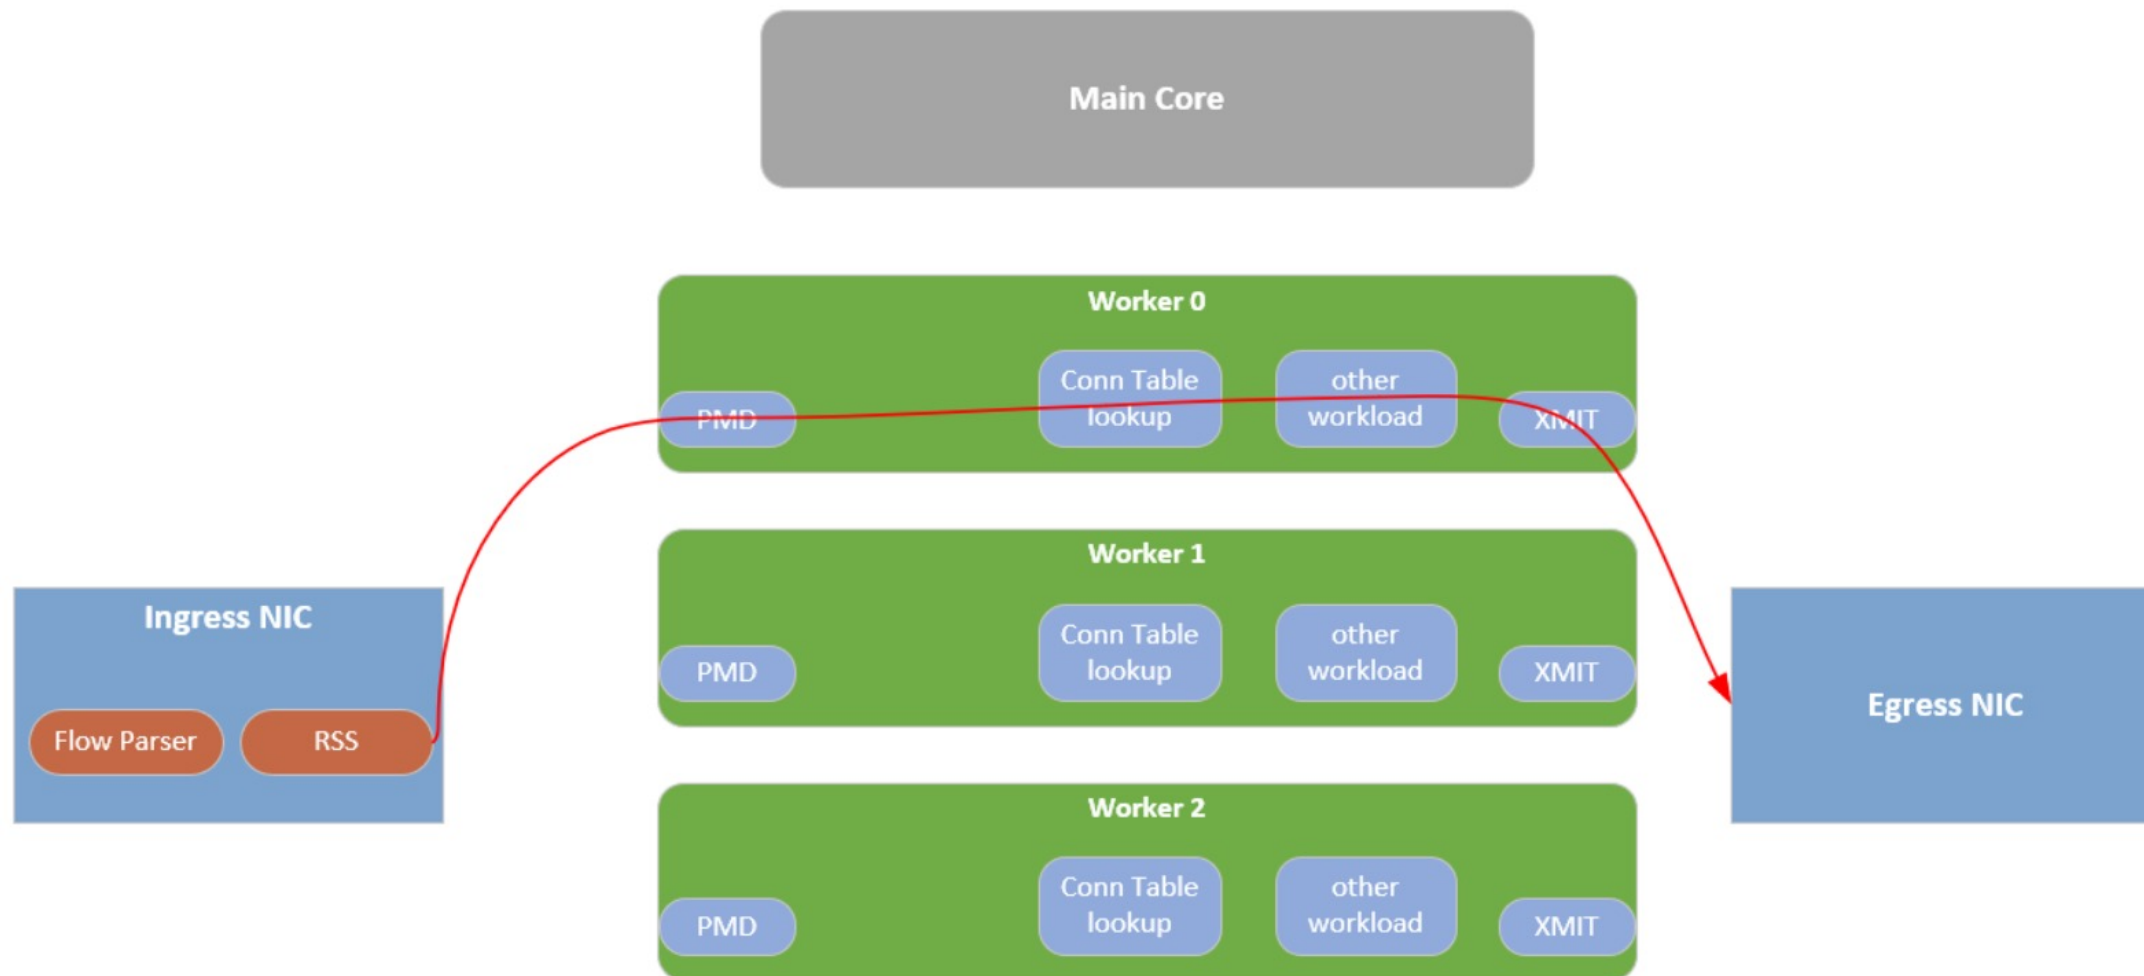 Main Core
Worker 0
Conn Table
lookup
other
workload
PMD
XMIT
Worker 1
Conn Table
lookup
other
workload
PMD
XMIT
Ingress NIC
Flow Parser
RSS
Egress NIC
Worker 2
Conn Table
lookup
other
workload
PMD
XMIT